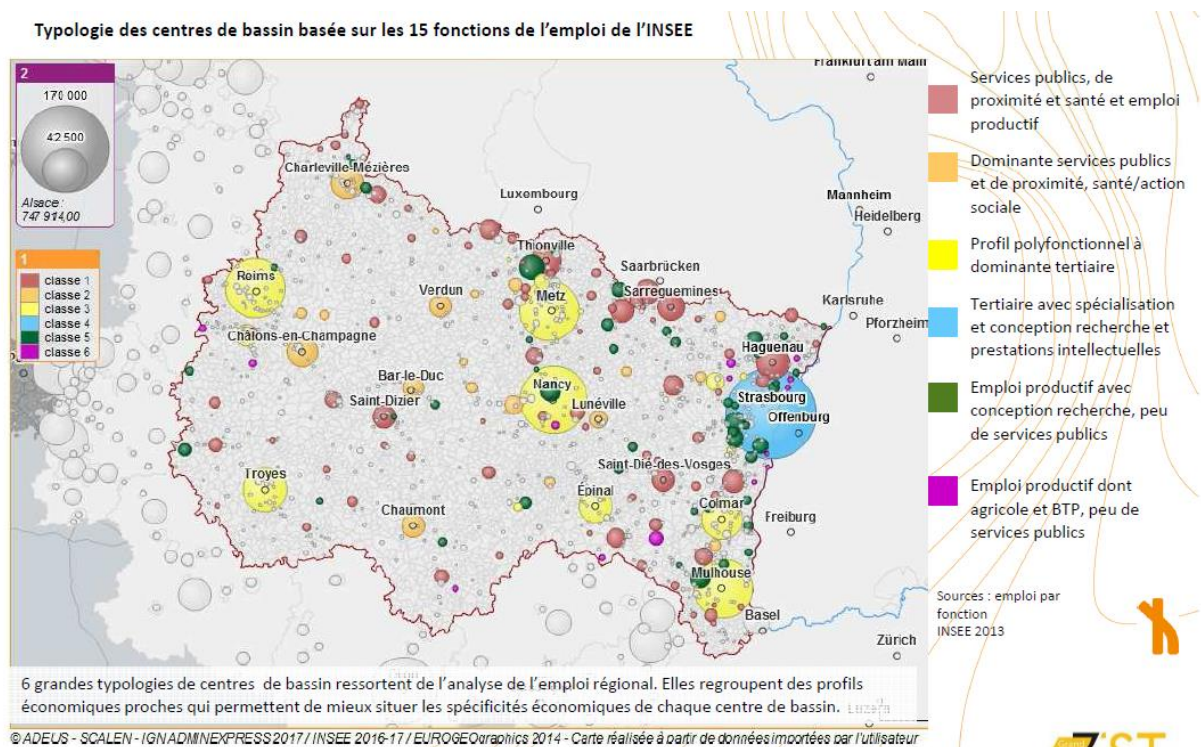 Typologie des centres de bassin basée sur les 15 fonctions de l'emploi de l'INSEE
2
170 000
42 500
Alsace :
747 914,00
1
classe 1
classe 2
classe 3
classe 4
classe 5
classe 6
Frankfurt am Main
Charleville-Mézières
Luxembourg
Mannheim
Heidelberg
Thionville
Saarbrücken
Reims
Verdun
Metz
Sarreguemines
Karlsruhe
Pforzheim
Châlons-en-Champagne
Haguenau
Bar-le-Duc
Nancy
Strasbourg
Saint-Dizier
Lunéville
Offenburg
Saint-Dié-des-Vosges
Troyes
Épinal
Colmar
Chaumont
Freiburg
Mulhouse
Basel
Zürich
Luzern
Services publics, de
proximité et santé et emploi
productif
Dominante services publics
et de proximité, santé/action
sociale
Profil polyfonctionnel à
dominante tertiaire
Tertiaire avec spécialisation
et conception recherche et
prestations intellectuelles
Emploi productif avec
conception recherche, peu
de services publics
Emploi productif dont
agricole et BTP, peu de
services publics
Sources : emploi par
fonction
INSEE 2013
6 grandes typologies de centres de bassin ressortent de l'analyse de l'emploi régional. Elles regroupent des profils
économiques proches qui permettent de mieux situer les spécificités économiques de chaque centre de bassin.
© ADEUS - SCALEN - IGN ADMINEXPRESS 2017 / INSEE 2016-17 / EUROGEOgraphics 2014 - Carte réalisée à partir de données importées par l'utilisateur